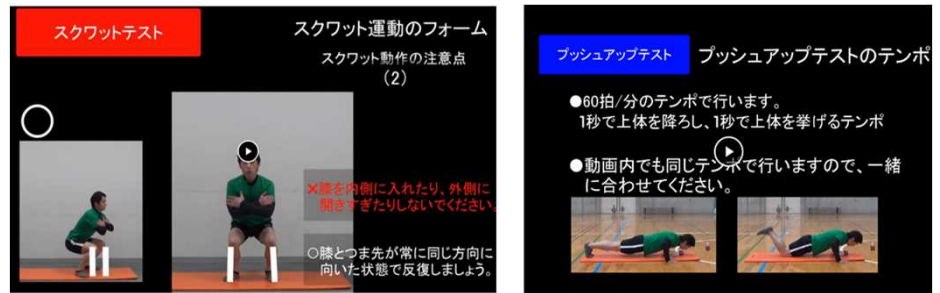 スクワットテスト
スクワット運動のフォーム
スクワット動作の注意点
(2)
×膝を内側に入れたり、外側に
開きすぎたりしないでください。
○膝とつま先が常に同じ方向に
向いた状態で反復しましょう。
プッシュアップテスト
プッシュアップテストのテンポ
●60拍/分のテンポで行います。
1秒で上体を降ろし、1秒で上体を挙げるテンポ
●動画内でも同じテンポで行いますので、一緒
に合わせてください。